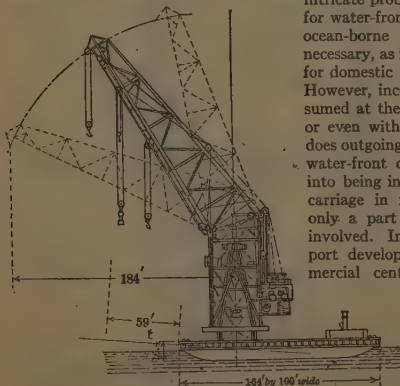 intricate prob
for water-fron
ocean-borne
necessary, as i
for domestic
However, inc
sumed at the
or even with
does outgoing
water-front c
into being in
carriage in
only a part
involved. In
port develop
mercial cent
184'
59'
164' by 100' wide